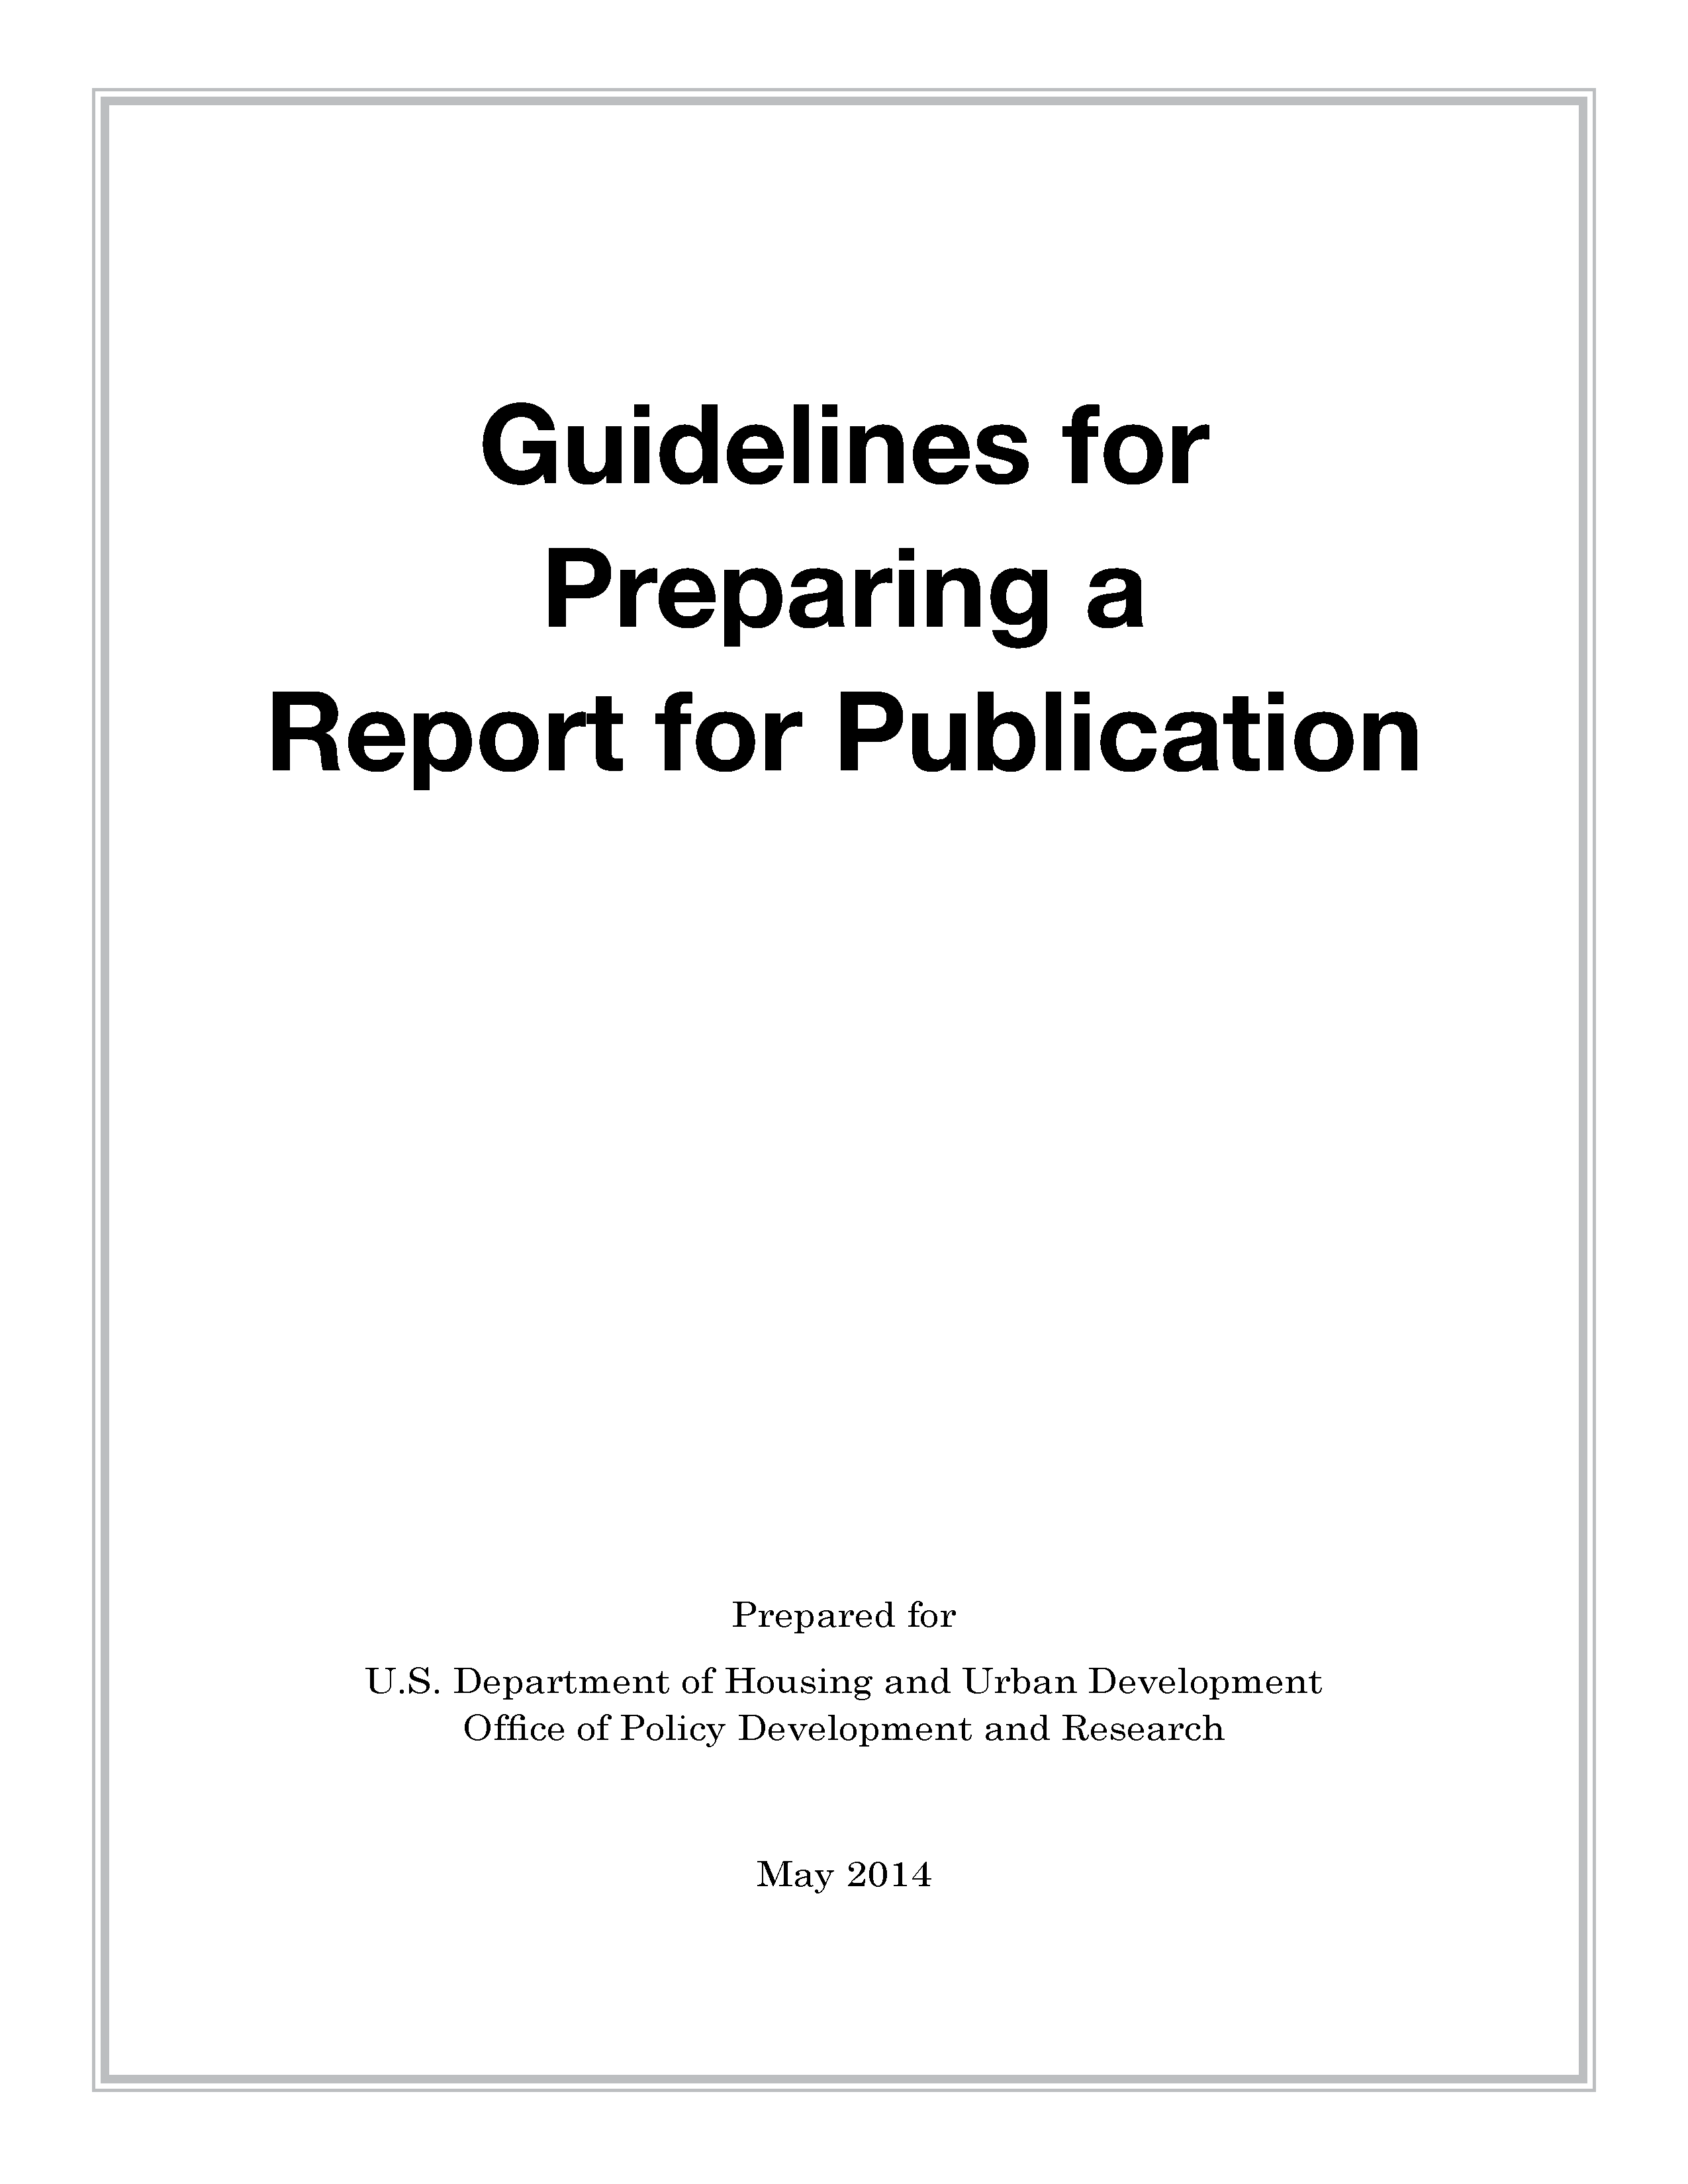 Guidelines for
Preparing a
Report for Publication
Prepared for
U.S. Department of Housing and Urban Development
Office of Policy Development and Research
May 2014